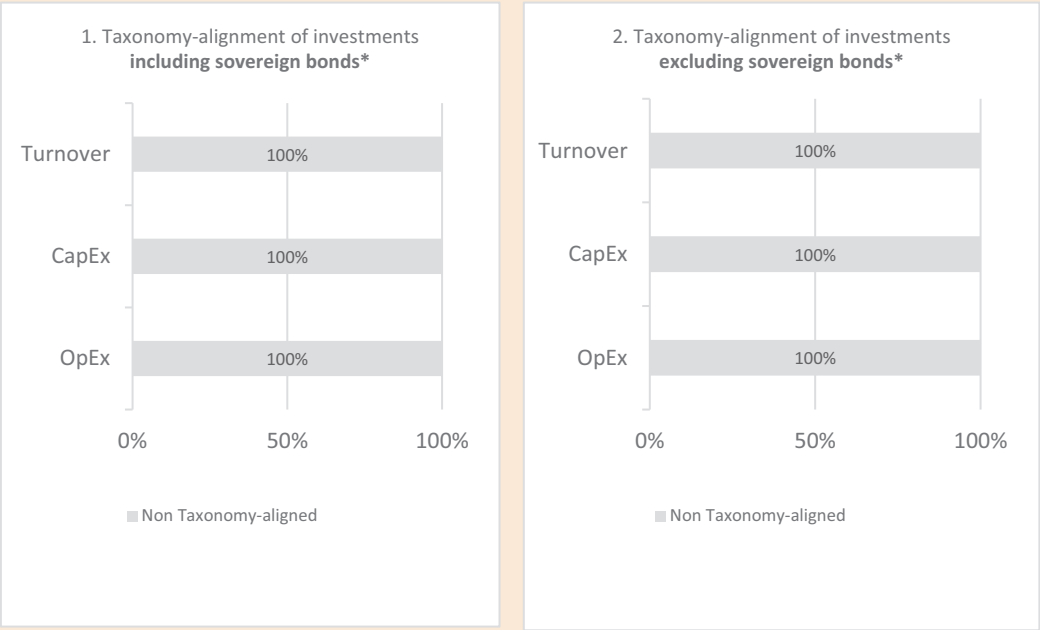 1. Taxonomy-alignment of investments
including sovereign bonds*
Turnover
100%
CapEx
100%
OpEx
100%
0%
50%
100%
Non Taxonomy-aligned
2. Taxonomy-alignment of investments
excluding sovereign bonds*
Turnover
100%
CapEx
100%
OpEx
100%
0%
50%
100%
Non Taxonomy-aligned